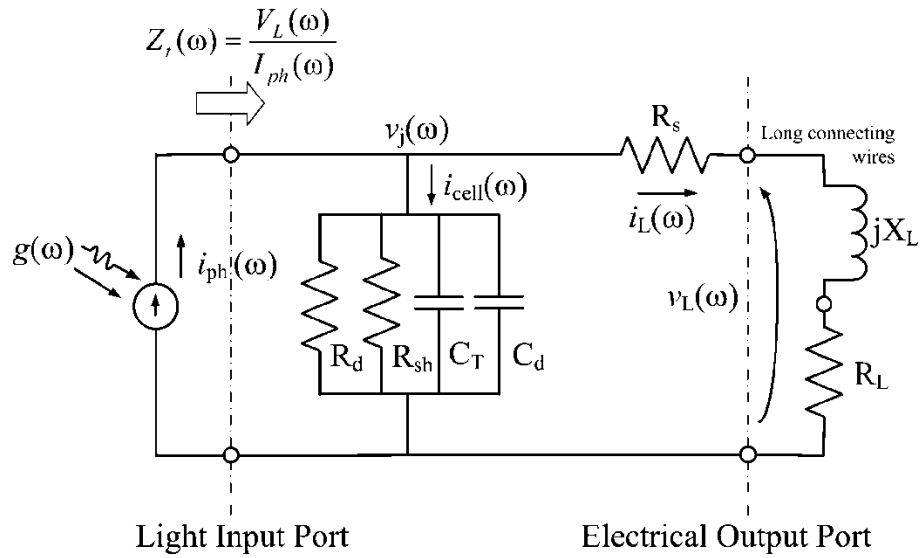 Z_t(ω) = V_L(ω) / I_ph(ω)
v_j(ω)
R_s
Long connecting
wires
i_cell(ω)
i_L(ω)
jX_L
g(ω)
i_ph(ω)
v_L(ω)
R_d
R_sh
C_T
C_d
R_L
Light Input Port
Electrical Output Port